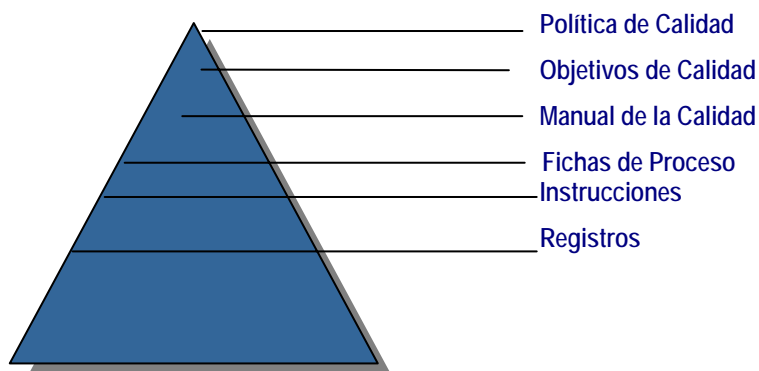 Política de Calidad
Objetivos de Calidad
Manual de la Calidad
Fichas de Proceso
Instrucciones
Registros